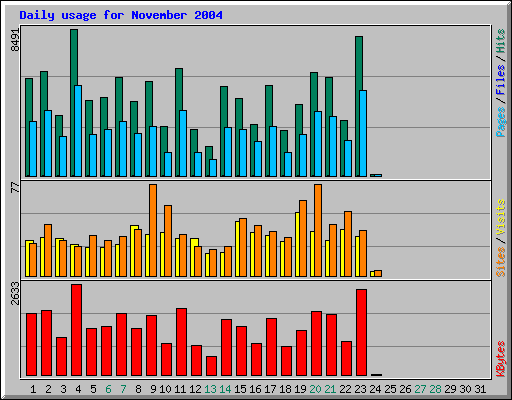 Daily usage for November 2004
8491
Pages / Files / Hits
77
Sites / Visits
2633
KBytes
1 2 3 4 5 6 7 8 9 10 11 12 13 14 15 16 17 18 19 20 21 22 23 24 25 26 27 28 29 30 31